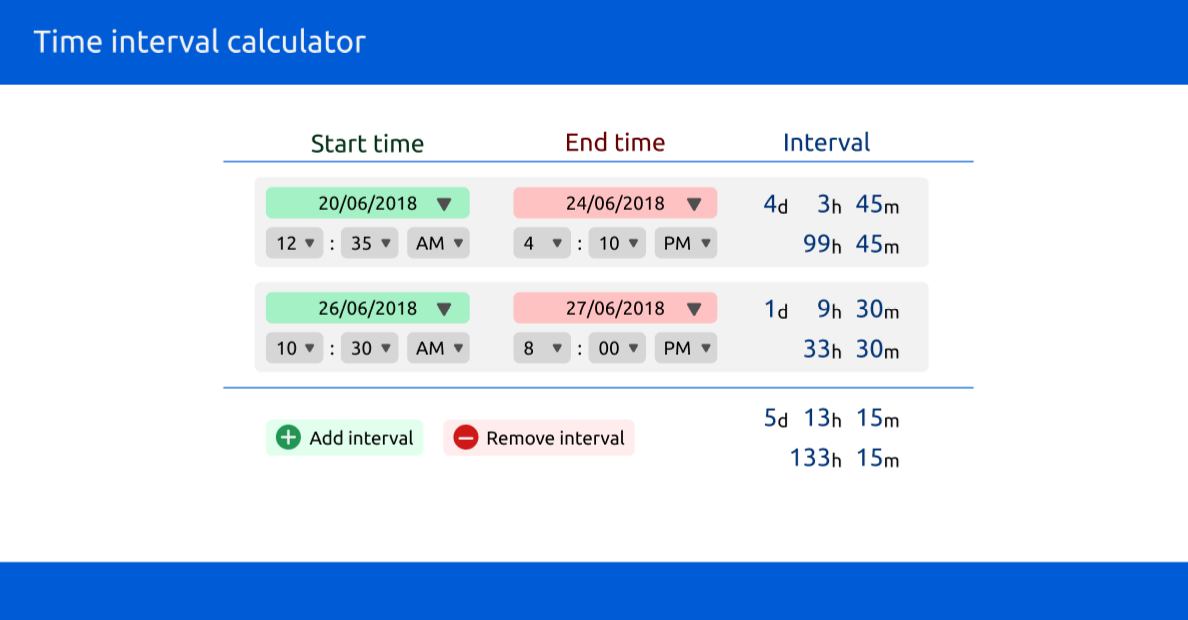 Time interval calculator
Start time End time Interval
20/06/2018 24/06/2018 4d 3h 45m
12 : 35 AM 4 : 10 PM 99h 45m
26/06/2018 27/06/2018 1d 9h 30m
10 : 30 AM 8 : 00 PM 33h 30m
5d 13h 15m
Add interval Remove interval
133h 15m